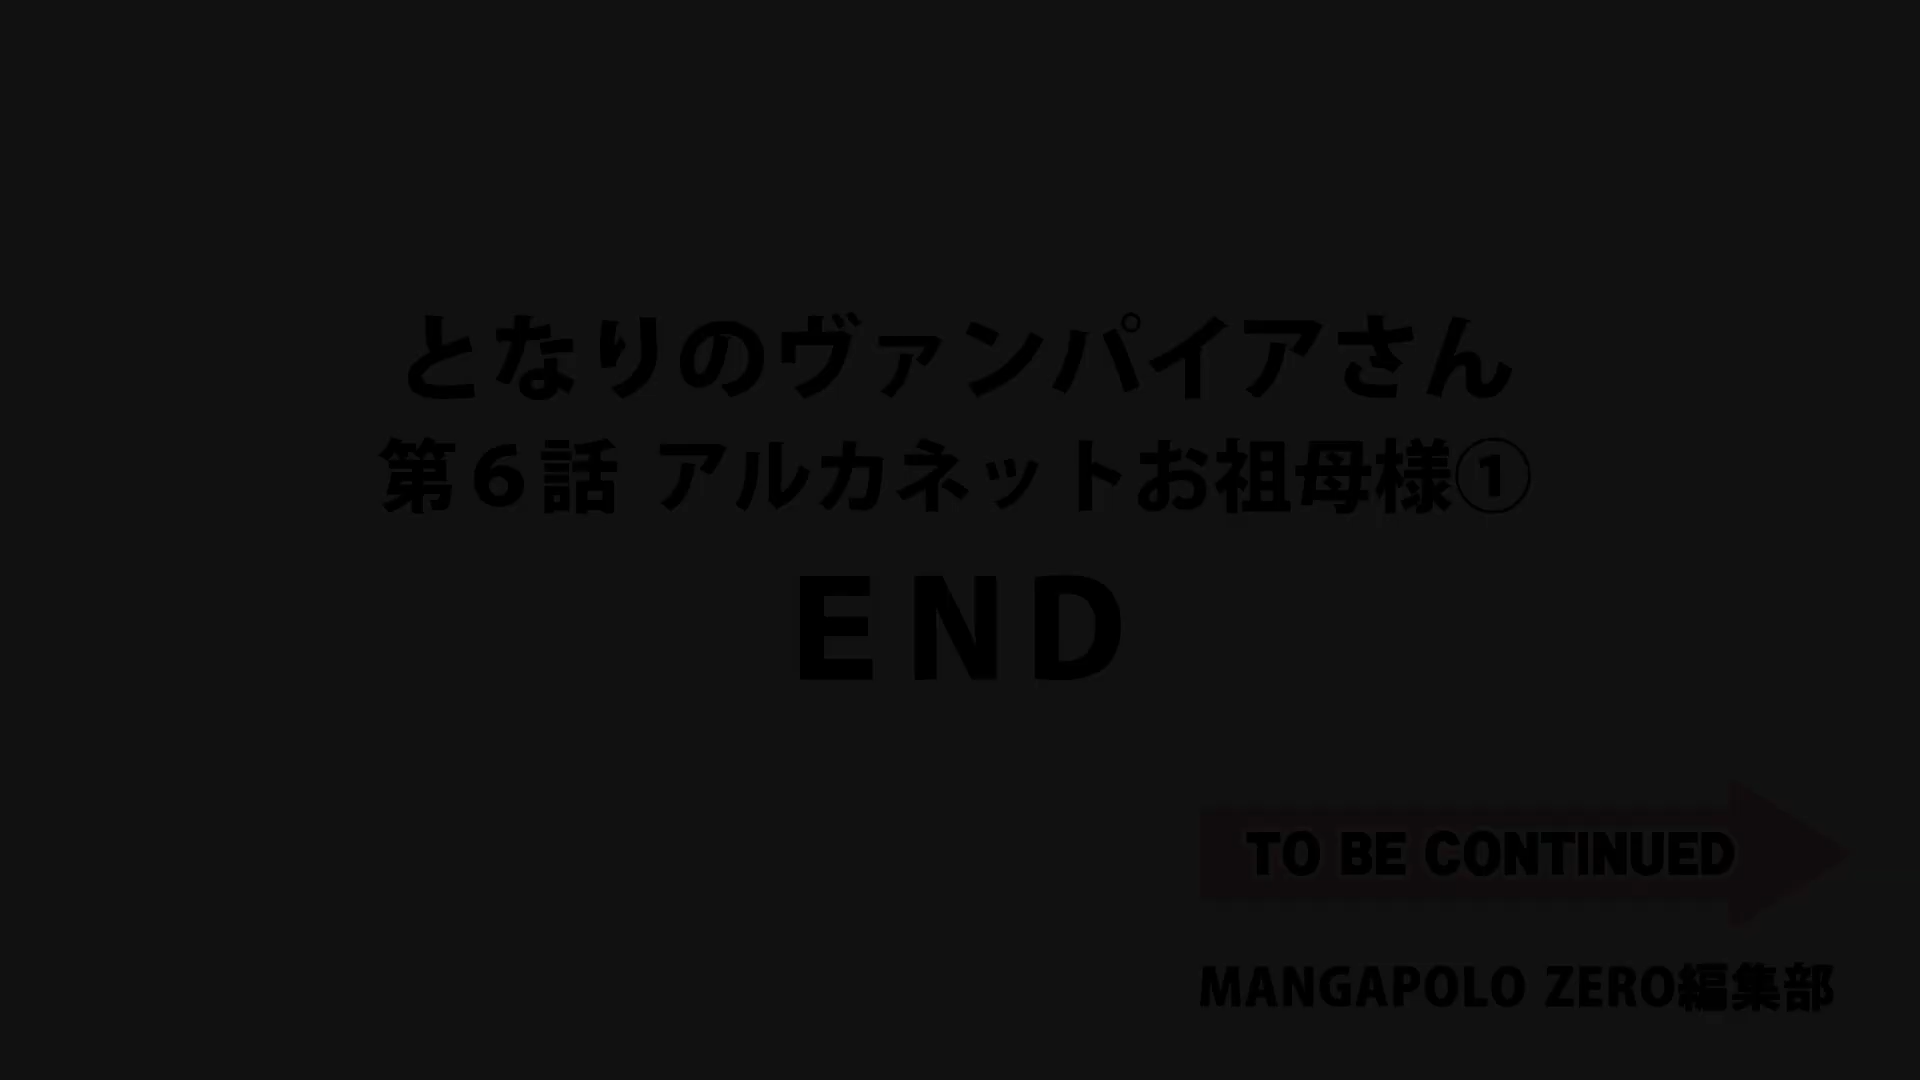 となりのヴァンパイアさん
第6話 アルカネットお祖母様①
END
TO BE CONTINUED
MANGAPOLO ZERO編集部